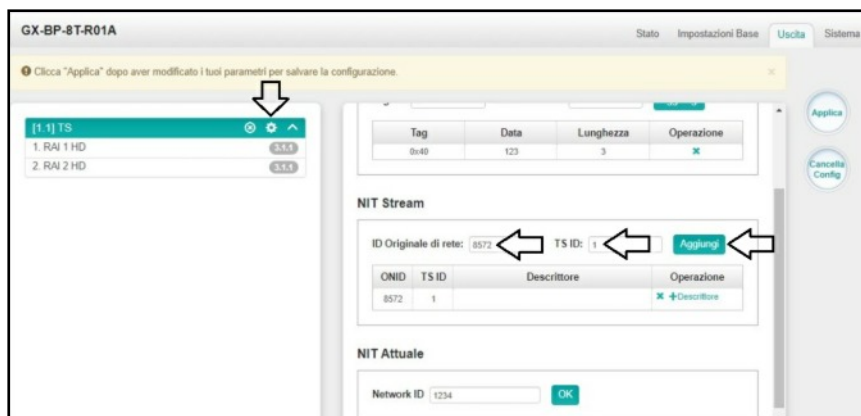 GX-BP-8T-R01A
Stato Impostazioni Base Uscita Sistema
Clicca "Applica" dopo aver modificato i tuoi parametri per salvare la configurazione.
Applica
Cancella
Config
[1.1] TS
1. RAI 1 HD 3.1.1
2. RAI 2 HD 3.1.1
Tag Data Lunghezza Operazione
0x40 123 3
NIT Stream
ID Originale di rete: 8572 TS ID: 1 Aggiungi
ONID TS ID Descrittore Operazione
8572 1 +Descrittore
NIT Attuale
Network ID 1234 OK